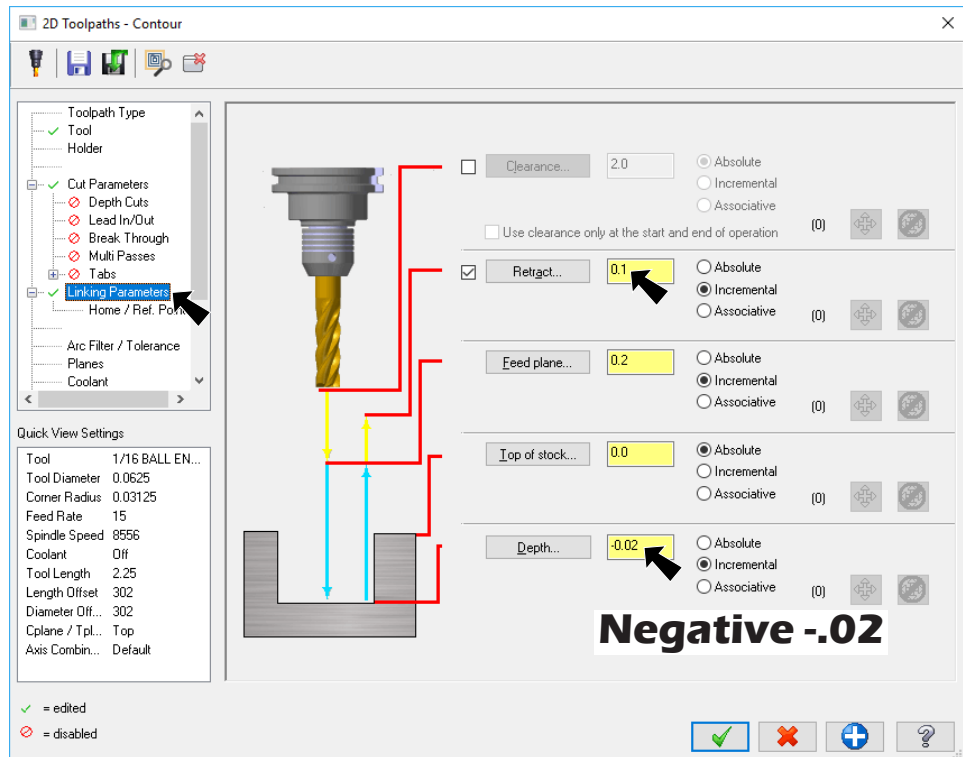 2D Toolpaths - Contour
Toolpath Type
Tool
Holder
Cut Parameters
Depth Cuts
Lead In/Out
Break Through
Multi Passes
Tabs
Linking Parameters
Home / Ref. Poin
Arc Filter / Tolerance
Planes
Coolant
Quick View Settings
Tool 1/16 BALL EN...
Tool Diameter 0.0625
Corner Radius 0.03125
Feed Rate 15
Spindle Speed 8556
Coolant Off
Tool Length 2.25
Length Offset 302
Diameter Off... 302
Cplane / Tpl... Top
Axis Combin... Default
= edited
= disabled
Clearance... 2.0 Absolute
Incremental
Associative
Use clearance only at the start and end of operation (0)
Retract... 0.1 Absolute
Incremental
Associative (0)
Feed plane... 0.2 Absolute
Incremental
Associative (0)
Top of stock... 0.0 Absolute
Incremental
Associative (0)
Depth... -0.02 Absolute
Incremental
Associative (0)
Negative -.02